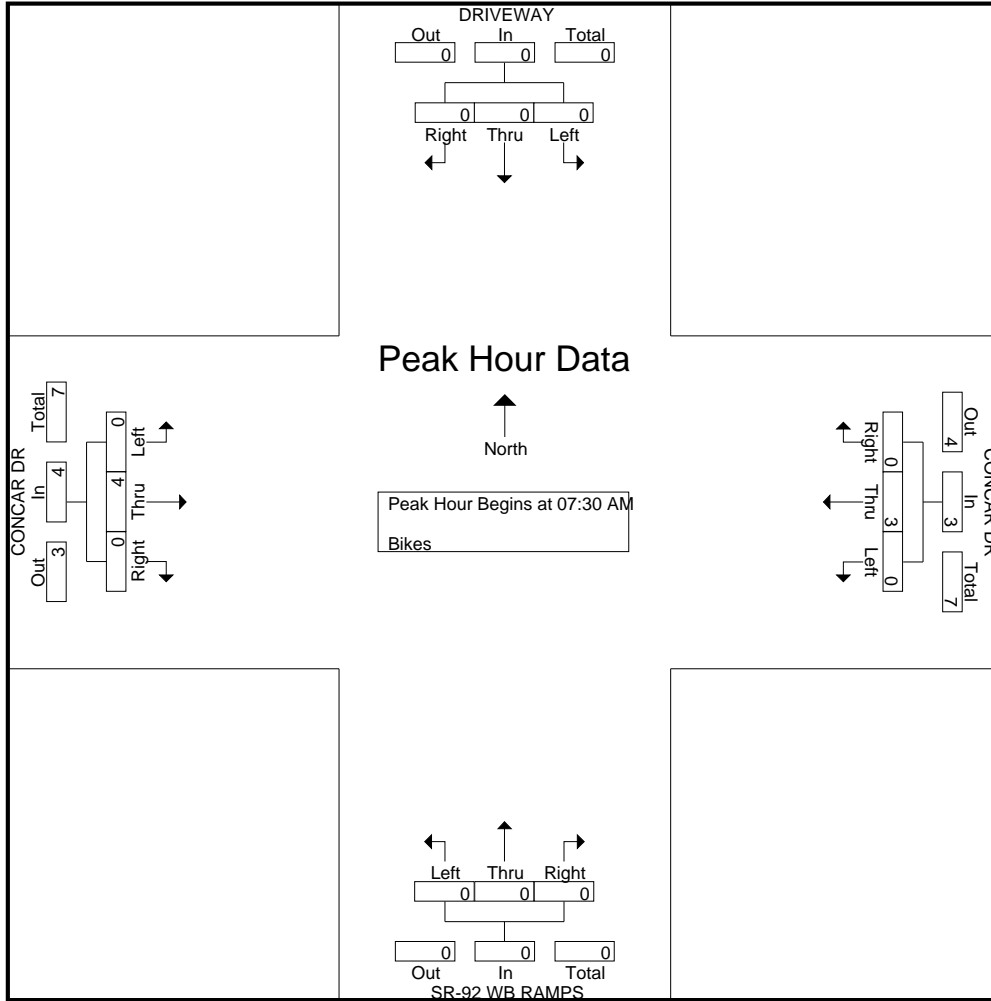 DRIVEWAY
Out In Total
0 0 0
0 0 0
Right Thru Left
Peak Hour Data
North
Peak Hour Begins at 07:30 AM
Bikes
CONCAR DR
Total In Out
7 4 3
0 4 0
Left Thru Right
CONCAR DR
Out In Total
4 3 7
0 3 0
Right Thru Left
Left Thru Right
0 0 0
0 0 0
Out In Total
SR-92 WB RAMPS